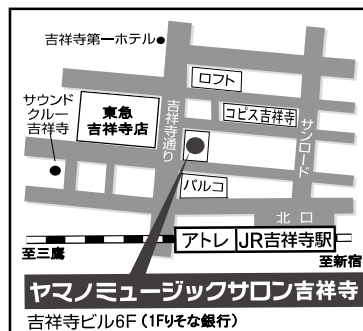 吉祥寺第一ホテル
ロフト
サウンド
クルー
吉祥寺
東急
吉祥寺店
吉祥寺通り
コピス吉祥寺
サンロード
パルコ
北口
アトレ
JR吉祥寺駅
至三鷹
至新宿
ヤマノミュージックサロン吉祥寺
吉祥寺ビル6F（1Fりそな銀行）